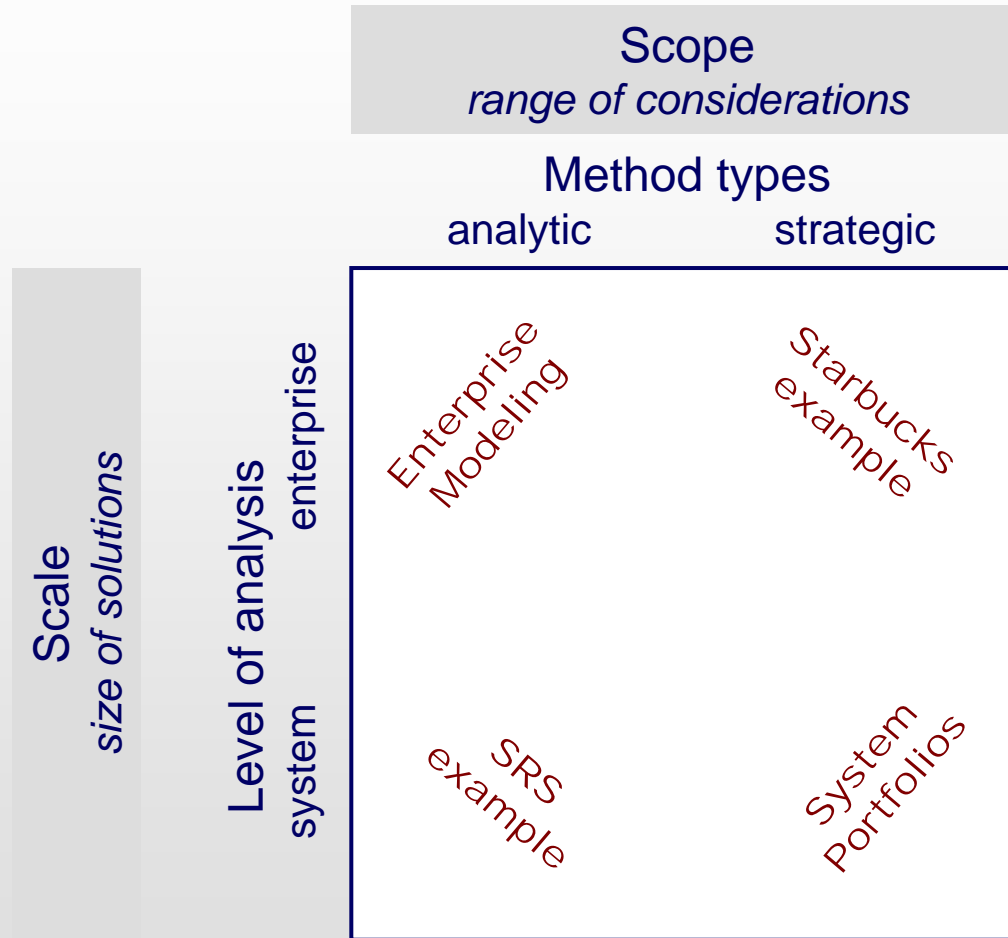 Scope
range of considerations
Method types
analytic
strategic
Scale
size of solutions
Level of analysis
enterprise
system
Enterprise
Modeling
Starbucks
example
SRS
example
System
Portfolios